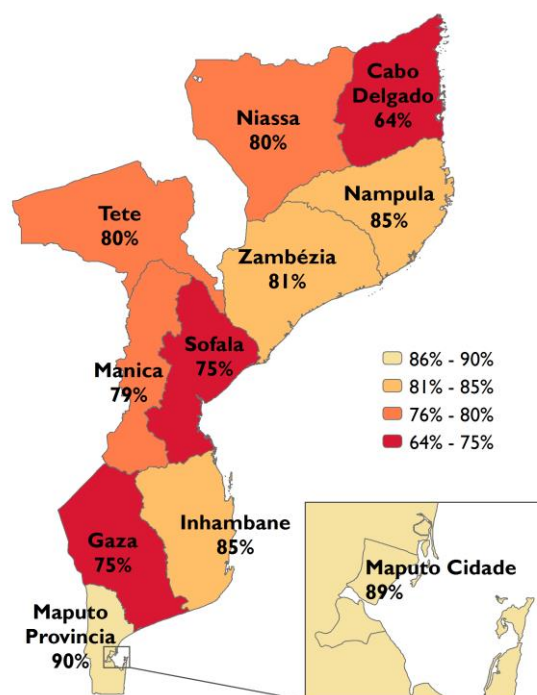 Cabo
Delgado
64%
Niassa
80%
Nampula
85%
Tete
80%
Zambézia
81%
Sofala
75%
Manica
79%
86% - 90%
81% - 85%
76% - 80%
64% - 75%
Inhambane
85%
Gaza
75%
Maputo Cidade
89%
Maputo
Provincia
90%